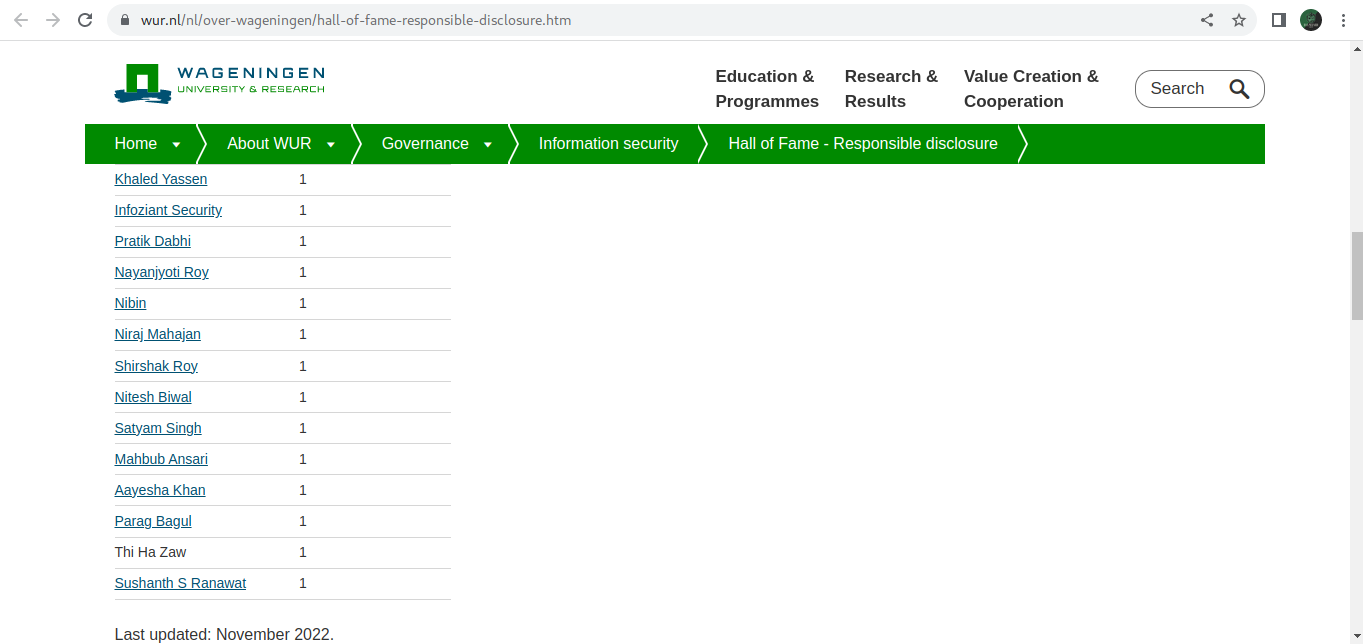 wur.nl/nl/over-wageningen/hall-of-fame-responsible-disclosure.htm
WAGENINGEN
UNIVERSITY & RESEARCH
Education &
Programmes
Research &
Results
Value Creation &
Cooperation
Search
Home About WUR Governance Information security Hall of Fame - Responsible disclosure
Khaled Yassen 1
Infoziant Security 1
Pratik Dabhi 1
Nayanjyoti Roy 1
Nibin 1
Niraj Mahajan 1
Shirshak Roy 1
Nitesh Biwal 1
Satyam Singh 1
Mahbub Ansari 1
Aayesha Khan 1
Parag Bagul 1
Thi Ha Zaw 1
Sushanth S Ranawat 1
Last updated: November 2022.